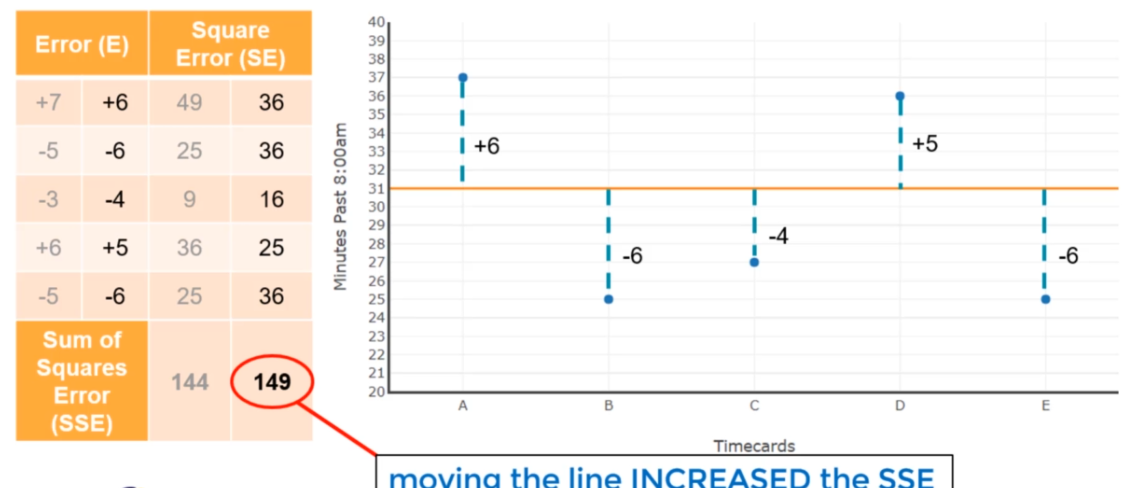 Error (E)
Square
Error (SE)
+7 +6 49 36
-5 -6 25 36
-3 -4 9 16
+6 +5 36 25
-5 -6 25 36
Sum of
Squares
Error
(SSE)
144 149
Minutes Past 8:00am
40
39
38
37
36
35
34
33
32
31
30
29
28
27
26
25
24
23
22
21
20
+6
-6
-4
+5
-6
A B C D E
Timecards
moving the line INCREASED the SSE